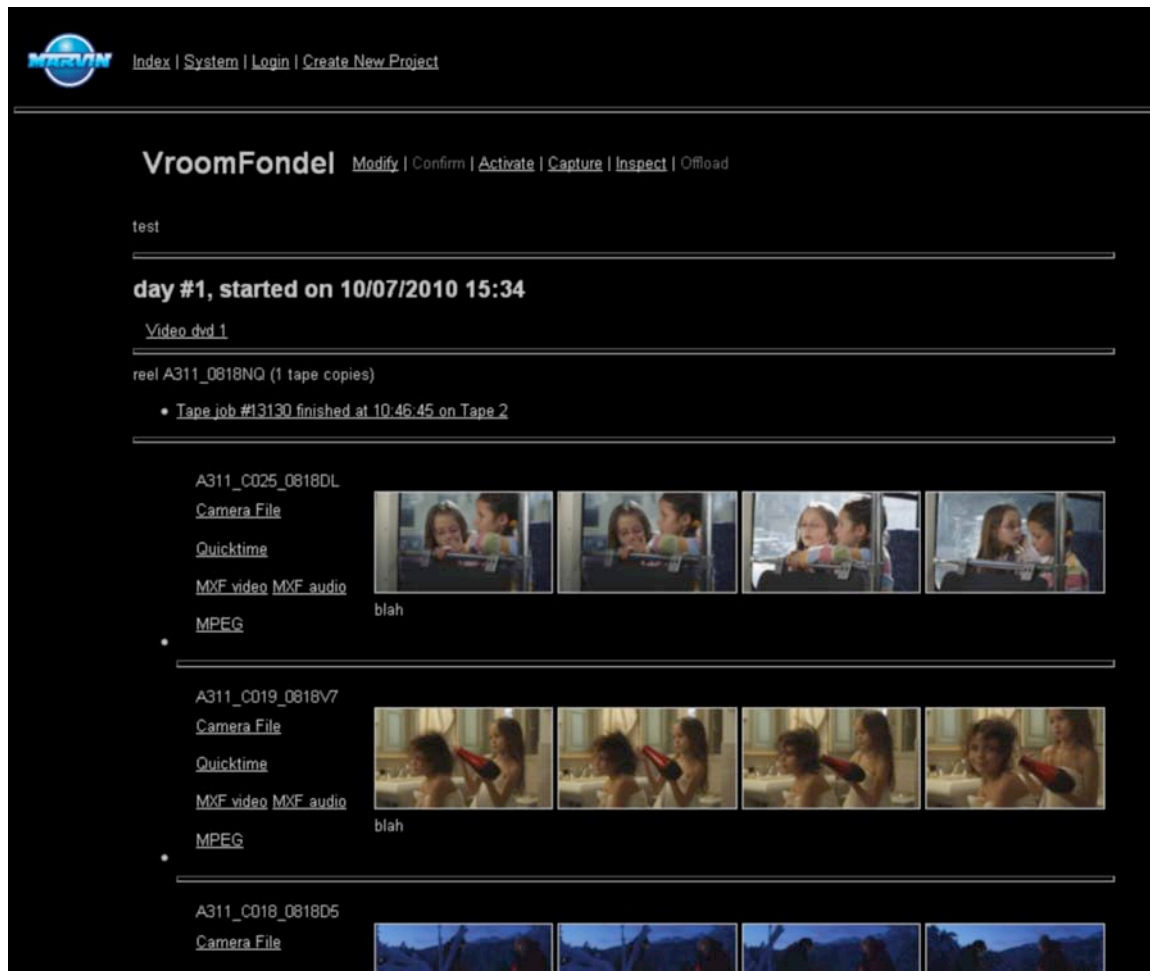 MARVIN
Index | System | Login | Create New Project
VroomFondel Modify | Confirm | Activate | Capture | Inspect | Offload
test
day #1, started on 10/07/2010 15:34
Video dvd 1
reel A311_0818NQ (1 tape copies)
• Tape job #13130 finished at 10:46:45 on Tape 2
A311_C025_0818DL
Camera File
Quicktime
MXF video MXF audio
MPEG
blah
A311_C019_0818V7
Camera File
Quicktime
MXF video MXF audio
MPEG
blah
A311_C018_0818D5
Camera File